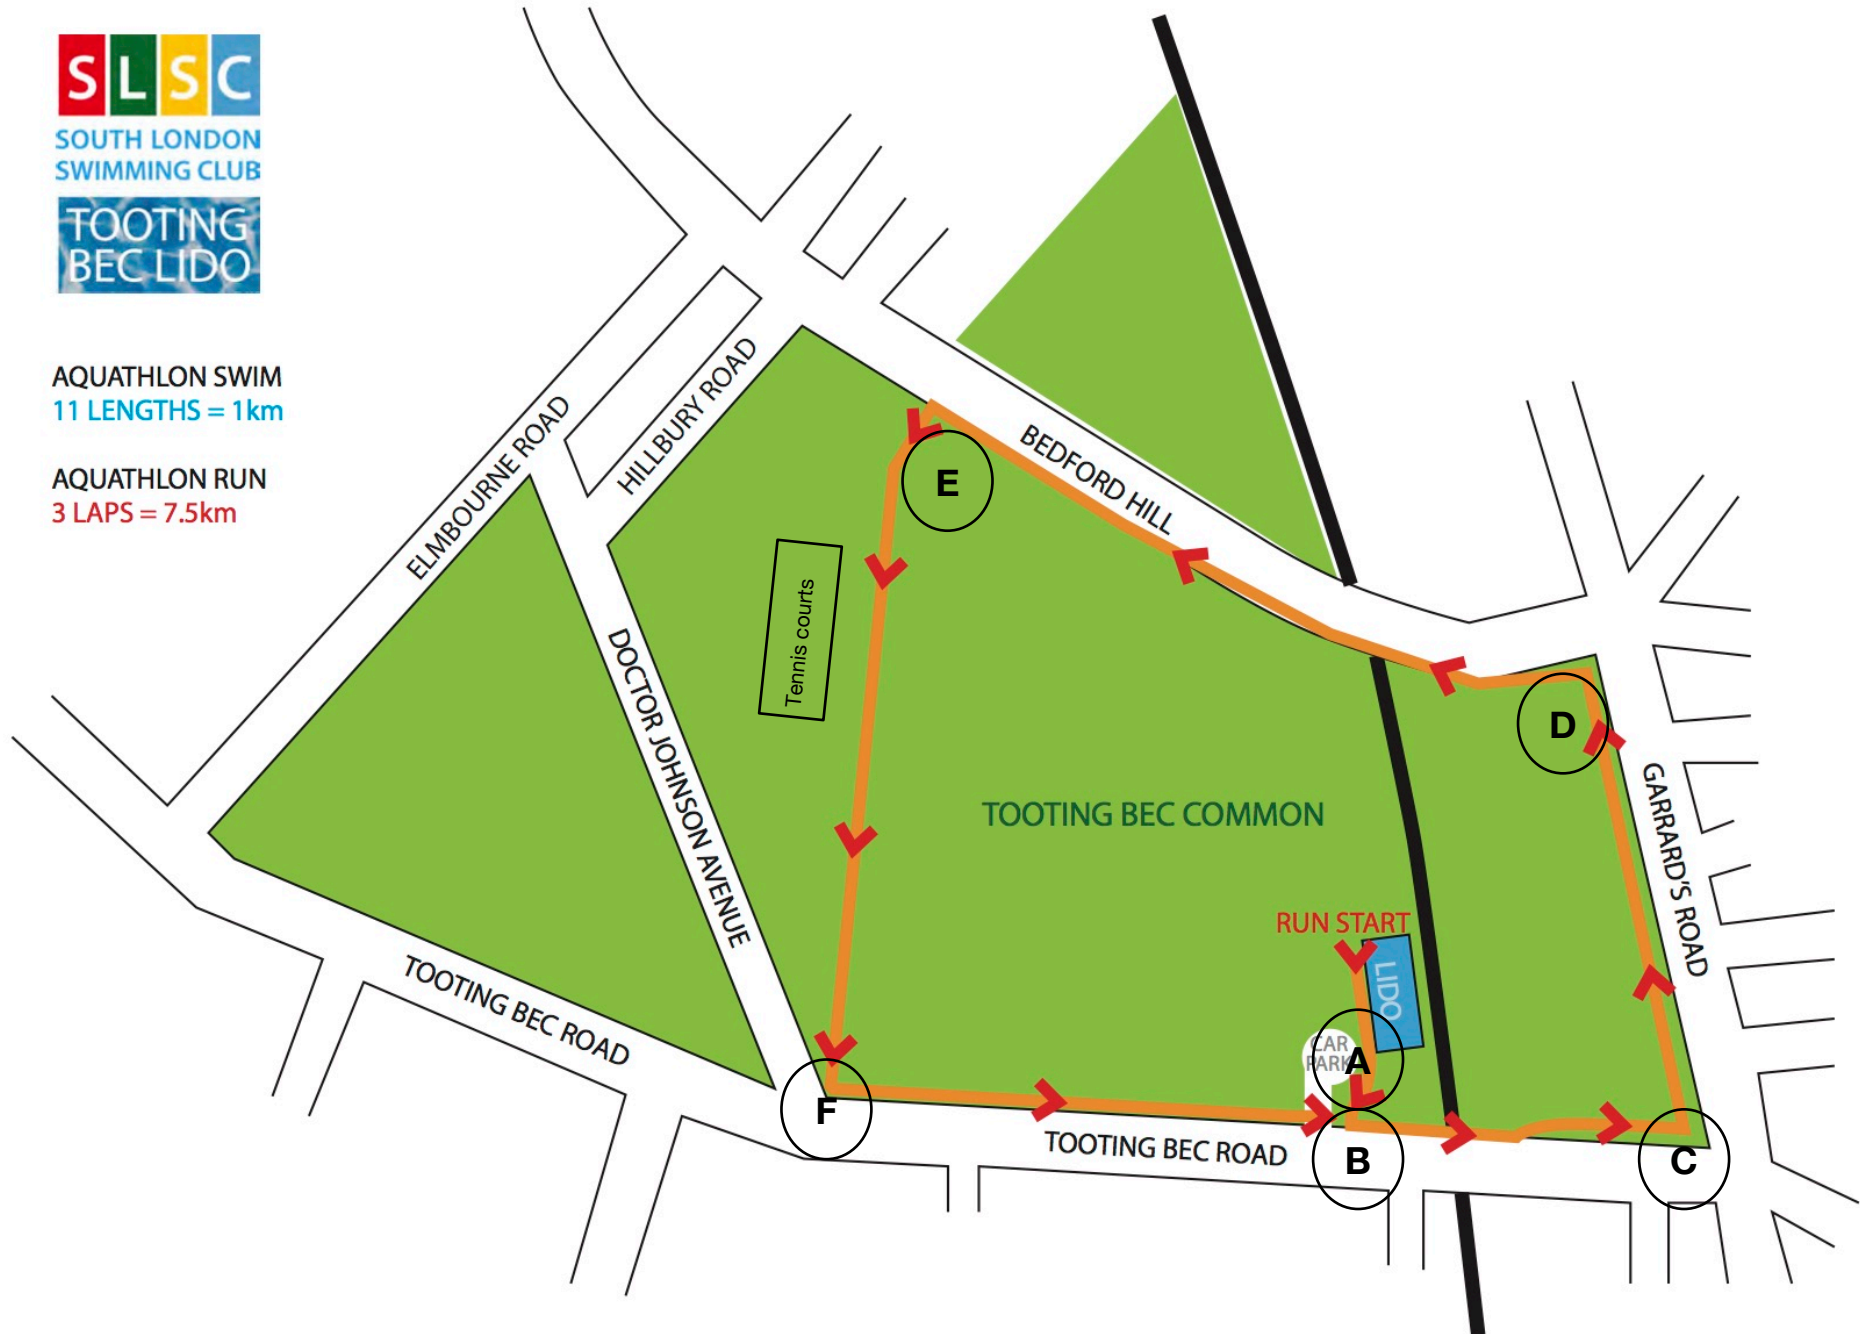 SLSC
SOUTH LONDON
SWIMMING CLUB
TOOTING
BEC LIDO
AQUATHLON SWIM
11 LENGTHS = 1km
AQUATHLON RUN
3 LAPS = 7.5km
ELMBOURNE ROAD
HILLBURY ROAD
BEDFORD HILL
E
Tennis courts
DOCTOR JOHNSON AVENUE
D
GARRARD'S ROAD
TOOTING BEC COMMON
RUN START
LIDO
CAR
PARK
A
TOOTING BEC ROAD
F
TOOTING BEC ROAD
B
C